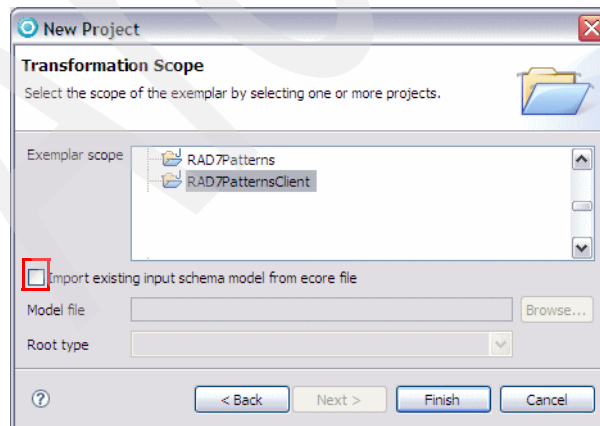 New Project
Transformation Scope
Select the scope of the exemplar by selecting one or more projects.
Exemplar scope
RAD7Patterns
RAD7PatternsClient
Import existing input schema model from ecore file
Model file
Browse...
Root type
?
< Back
Next >
Finish
Cancel